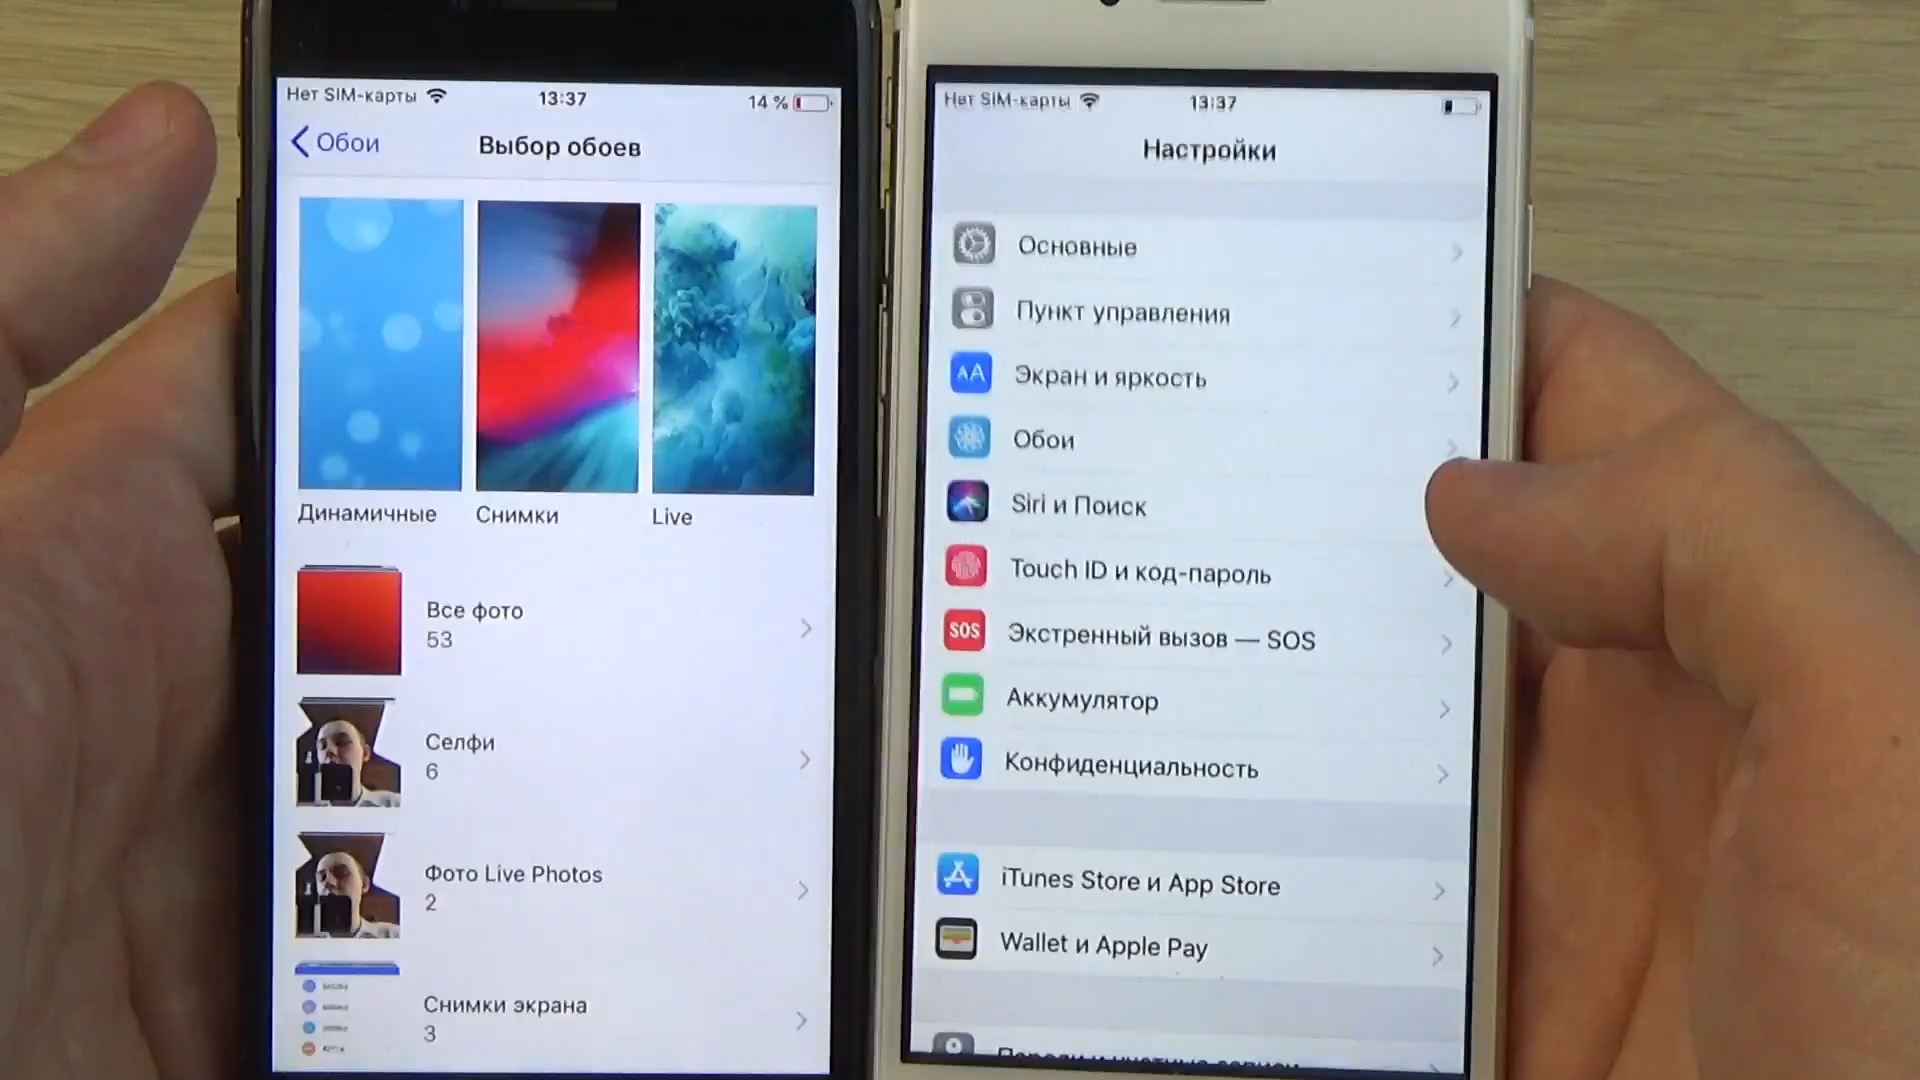 Нет SIM-карты
13:37
14 %
Обои
Выбор обоев
Динамичные
Снимки
Live
Все фото
53
Селфи
6
Фото Live Photos
2
Снимки экрана
3
Нет SIM-карты
13:37
Настройки
Основные
Пункт управления
AA
Экран и яркость
Обои
Siri и Поиск
Touch ID и код-пароль
SOS
Экстренный вызов — SOS
Аккумулятор
Конфиденциальность
iTunes Store и App Store
Wallet и Apple Pay